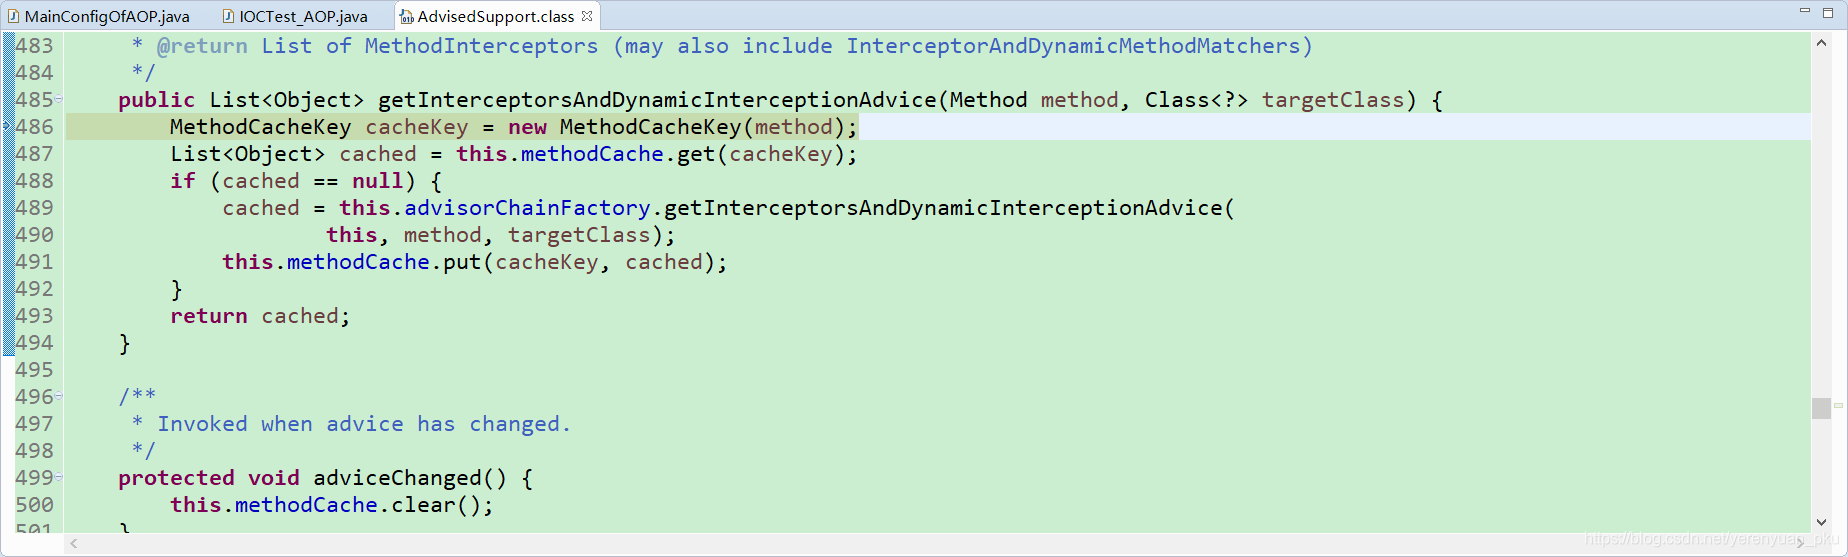 MainConfigOfAOP.java IOCTest_AOP.java AdvisedSupport.class
483 * @return List of MethodInterceptors (may also include InterceptorAndDynamicMethodMatchers)
484 */
485 public List<Object> getInterceptorsAndDynamicInterceptionAdvice(Method method, Class<?> targetClass) {
486 MethodCacheKey cacheKey = new MethodCacheKey(method);
487 List<Object> cached = this.methodCache.get(cacheKey);
488 if (cached == null) {
489 cached = this.advisorChainFactory.getInterceptorsAndDynamicInterceptionAdvice(
490 this, method, targetClass);
491 this.methodCache.put(cacheKey, cached);
492 }
493 return cached;
494 }
495
496 /**
497 * Invoked when advice has changed.
498 */
499 protected void adviceChanged() {
500 this.methodCache.clear();
501 }
https://blog.csdn.net/yerenyuan_pku